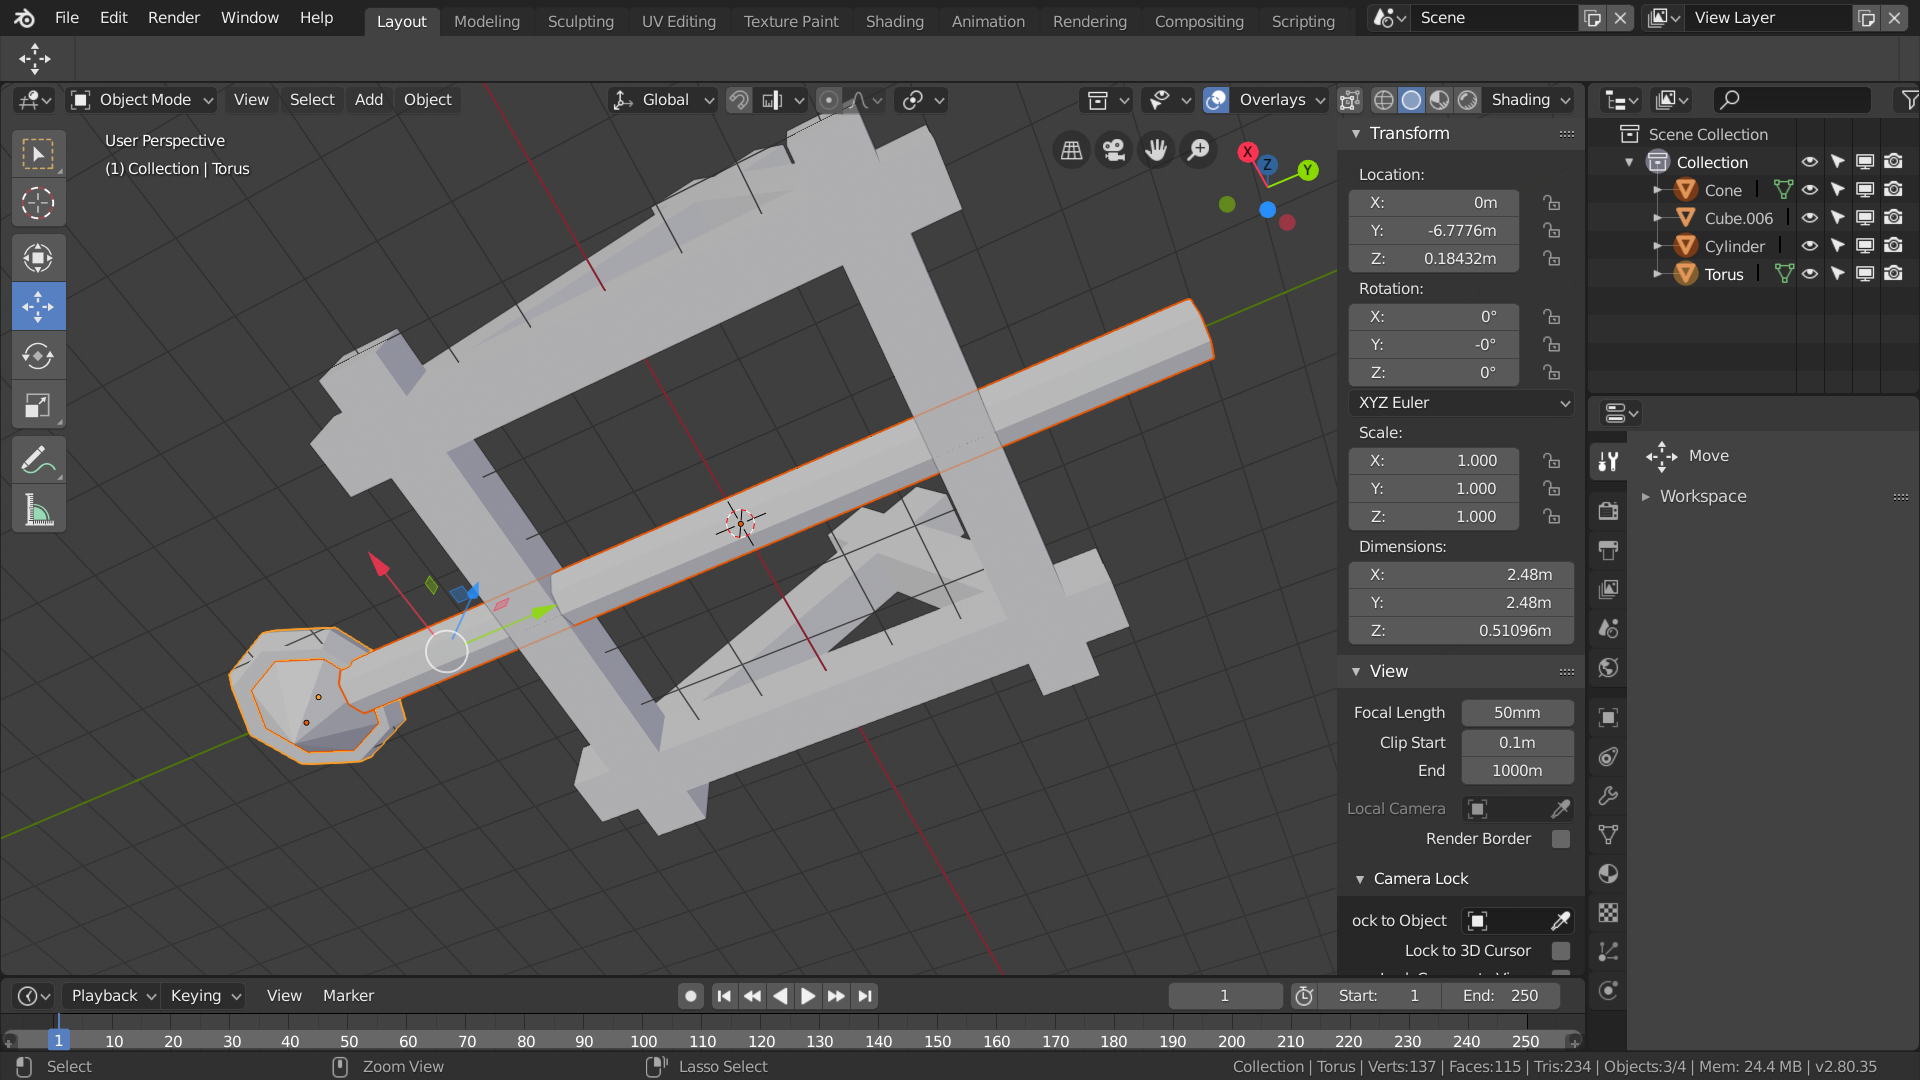 File Edit Render Window Help Layout Modeling Sculpting UV Editing Texture Paint Shading Animation Rendering Compositing Scripting Scene View Layer
Object Mode View Select Add Object Global Overlays Shading
User Perspective
(1) Collection | Torus
X
Z
Y
Transform
Location:
X: 0m
Y: -6.7776m
Z: 0.18432m
Rotation:
X: 0°
Y: -0°
Z: 0°
XYZ Euler
Scale:
X: 1.000
Y: 1.000
Z: 1.000
Dimensions:
X: 2.48m
Y: 2.48m
Z: 0.51096m
View
Focal Length 50mm
Clip Start 0.1m
End 1000m
Local Camera
Render Border
Camera Lock
ock to Object
Lock to 3D Cursor
Scene Collection
Collection
Cone
Cube.006
Cylinder
Torus
Move
Workspace
Playback Keying View Marker 1 Start: 1 End: 250
1 10 20 30 40 50 60 70 80 90 100 110 120 130 140 150 160 170 180 190 200 210 220 230 240 250
Select Zoom View Lasso Select Collection | Torus | Verts:137 | Faces:115 | Tris:234 | Objects:3/4 | Mem: 24.4 MB | v2.80.35